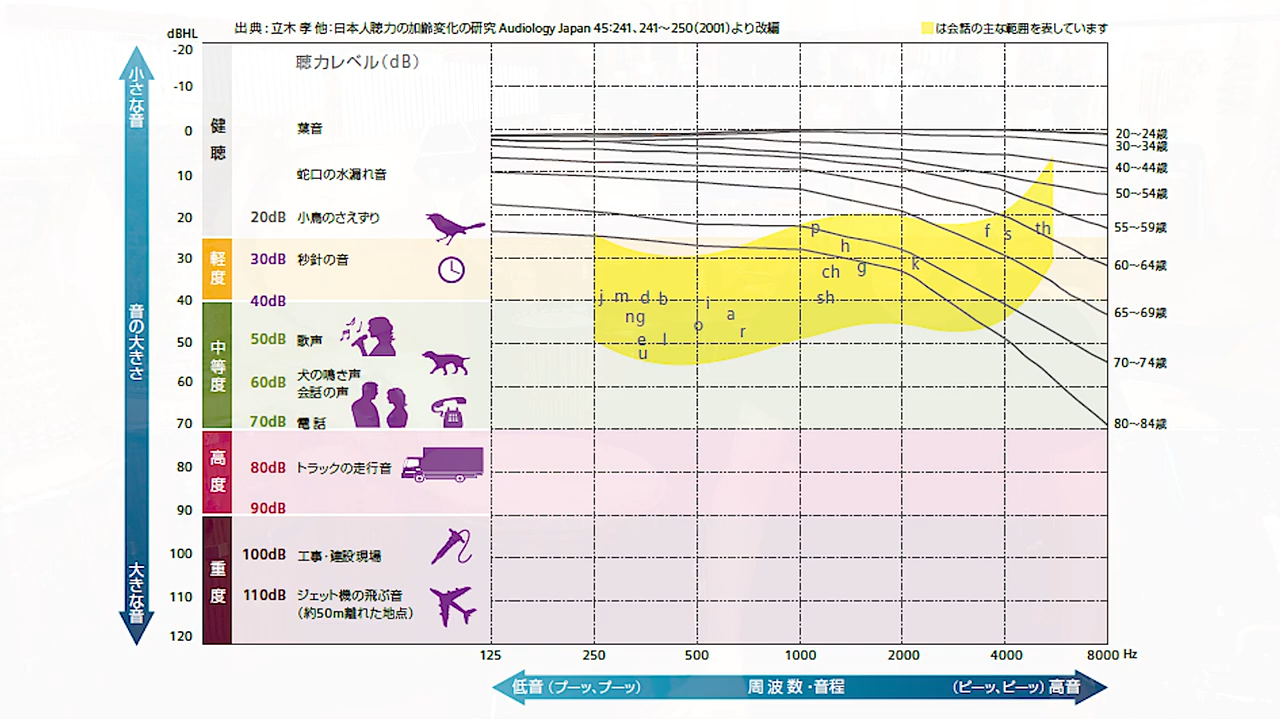 出典：立木 孝 他：日本人聴力の加齢変化の研究 Audiology Japan 45:241、241～250（2001）より改編
は会話の主な範囲を表しています
dBHL
-20
-10
0
10
20
30
40
50
60
70
80
90
100
110
120
小さな音
音の大きさ
大きな音
聴力レベル（dB）
健聴
葉音
蛇口の水漏れ音
20dB 小鳥のさえずり
軽度
30dB 秒針の音
40dB
中等度
50dB 歌声
60dB 犬の鳴き声
会話の声
70dB 電話
高度
80dB トラックの走行音
90dB
重度
100dB 工事・建設現場
110dB ジェット機の飛ぶ音
（約50m離れた地点）
p
h
ch
g
k
sh
f
s
th
j m d b
i
ng
a
o
r
e
l
u
20～24歳
30～34歳
40～44歳
50～54歳
55～59歳
60～64歳
65～69歳
70～74歳
80～84歳
125 250 500 1000 2000 4000 8000 Hz
低音（プーッ、プーッ） 周波数・音程 （ピーッ、ピーッ）高音